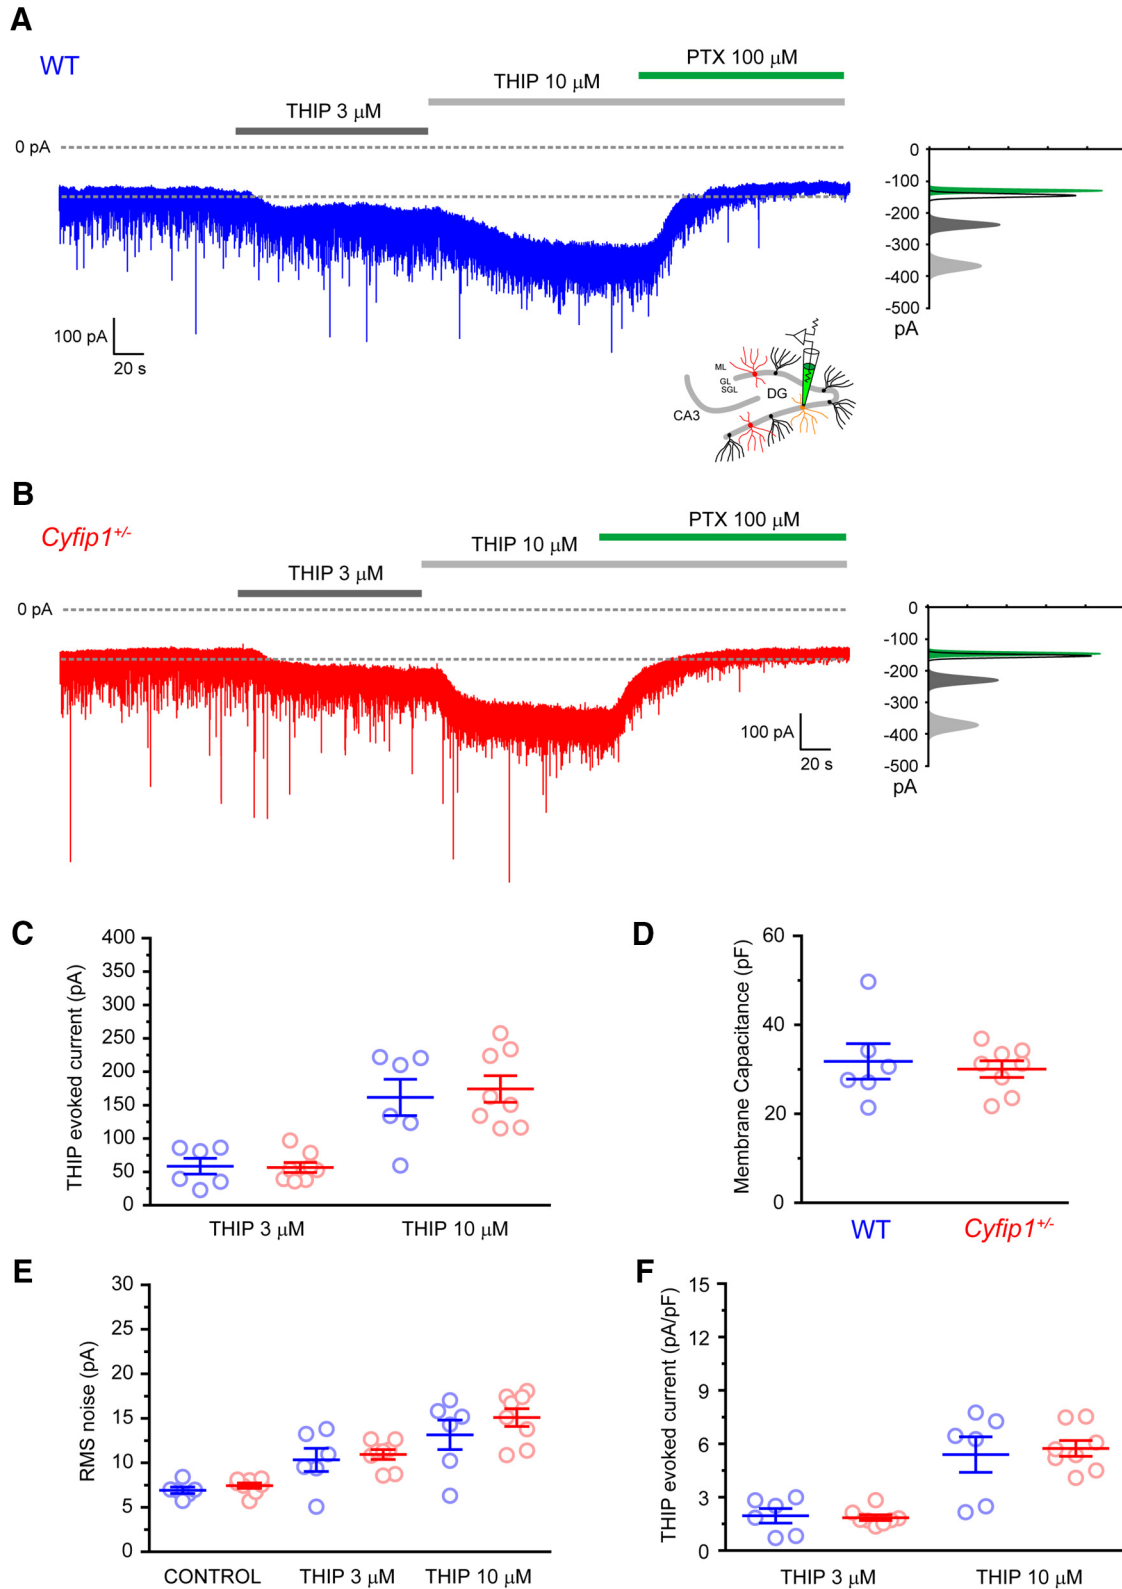 A
WT
PTX 100 μM
THIP 10 μM
THIP 3 μM
0 pA
100 pA
20 s
0
-100
-200
-300
-400
-500
pA
ML
GL
SGL
DG
CA3
B
Cyfip1+/-
PTX 100 μM
THIP 10 μM
THIP 3 μM
0 pA
100 pA
20 s
0
-100
-200
-300
-400
-500
pA
C
THIP evoked current (pA)
400
350
300
250
200
150
100
50
0
THIP 3 μM
THIP 10 μM
D
Membrane Capacitance (pF)
60
40
20
0
WT
Cyfip1+/-
E
RMS noise (pA)
30
25
20
15
10
5
0
CONTROL
THIP 3 μM
THIP 10 μM
F
THIP evoked current (pA/pF)
15
12
9
6
3
0
THIP 3 μM
THIP 10 μM